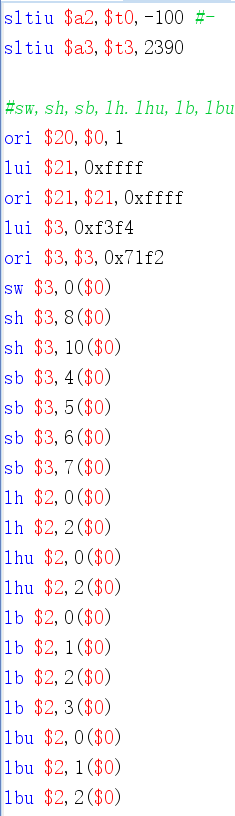 sltiu $a2,$t0,-100 #-
sltiu $a3,$t3,2390
#sw,sh,sb,lh.lhu,lb,lbu
ori $20,$0,1
lui $21,0xffff
ori $21,$21,0xffff
lui $3,0xf3f4
ori $3,$3,0x71f2
sw $3,0($0)
sh $3,8($0)
sh $3,10($0)
sb $3,4($0)
sb $3,5($0)
sb $3,6($0)
sb $3,7($0)
lh $2,0($0)
lh $2,2($0)
lhu $2,0($0)
lhu $2,2($0)
lb $2,0($0)
lb $2,1($0)
lb $2,2($0)
lb $2,3($0)
lbu $2,0($0)
lbu $2,1($0)
lbu $2,2($0)